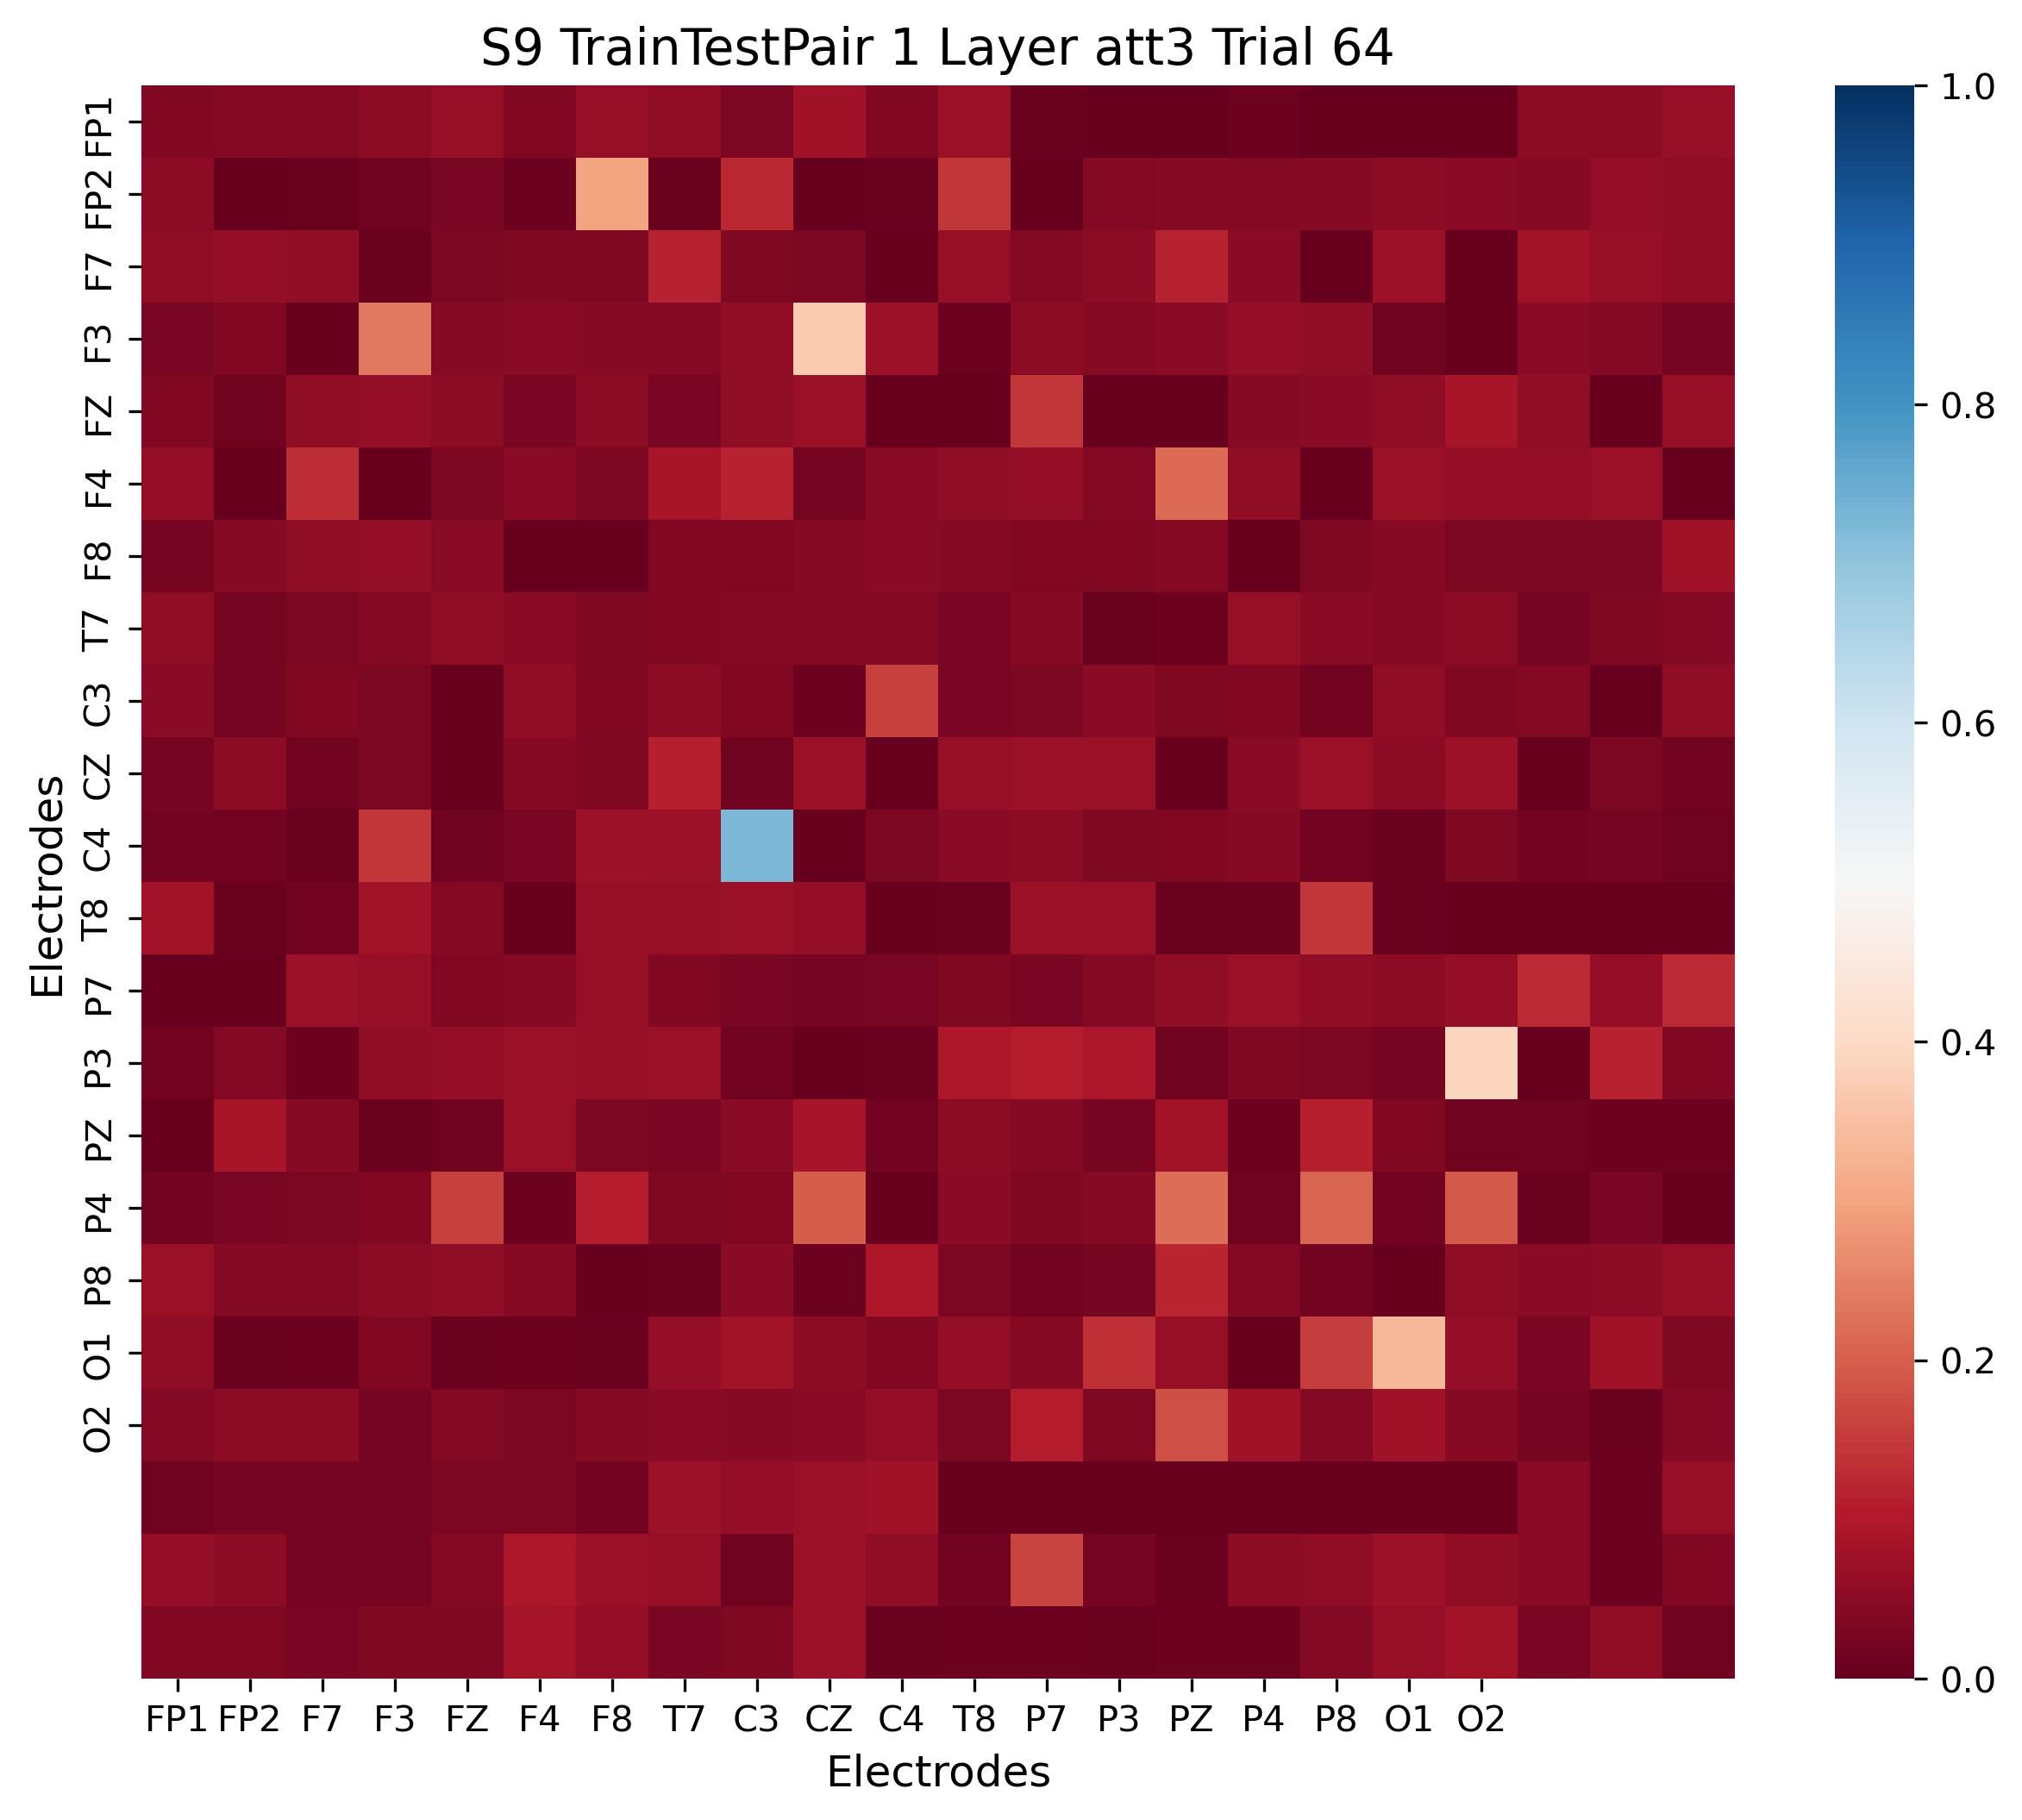 S9 TrainTestPair 1 Layer att3 Trial 64
Electrodes
FP1
FP2
F7
F3
FZ
F4
F8
T7
C3
CZ
C4
T8
P7
P3
PZ
P4
P8
O1
O2
FP1 FP2 F7 F3 FZ F4 F8 T7 C3 CZ C4 T8 P7 P3 PZ P4 P8 O1 O2
Electrodes
1.0
0.8
0.6
0.4
0.2
0.0